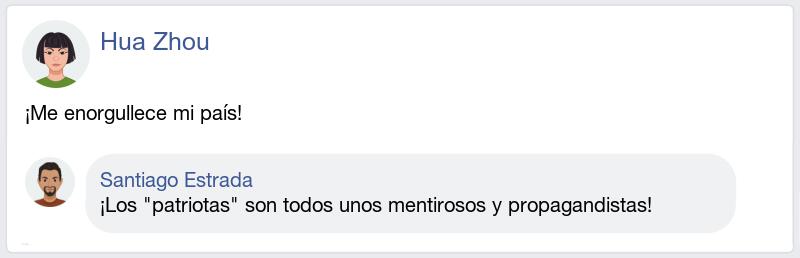 Hua Zhou
¡Me enorgullece mi país!
Santiago Estrada
¡Los "patriotas" son todos unos mentirosos y propagandistas!